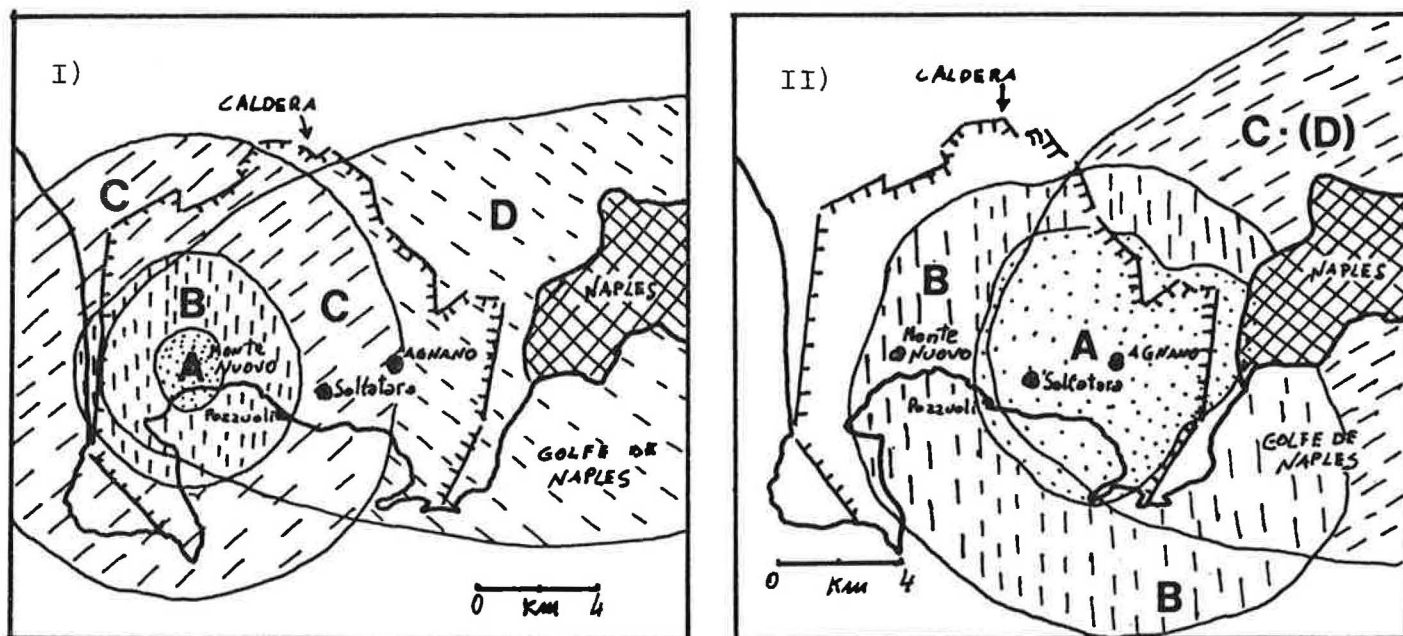 I)
CALDERA
C
D
B
NAPLES
A
MONTE
NUOVO
C
AGNANO
Solfatara
Pozzuoli
GOLFE DE
NAPLES
0 Km 4
II)
CALDERA
C·(D)
NAPLES
B
Monte
NUOVO
A
AGNANO
Solfatara
Pozzuoli
GOLFE DE
NAPLES
0 Km 4
B